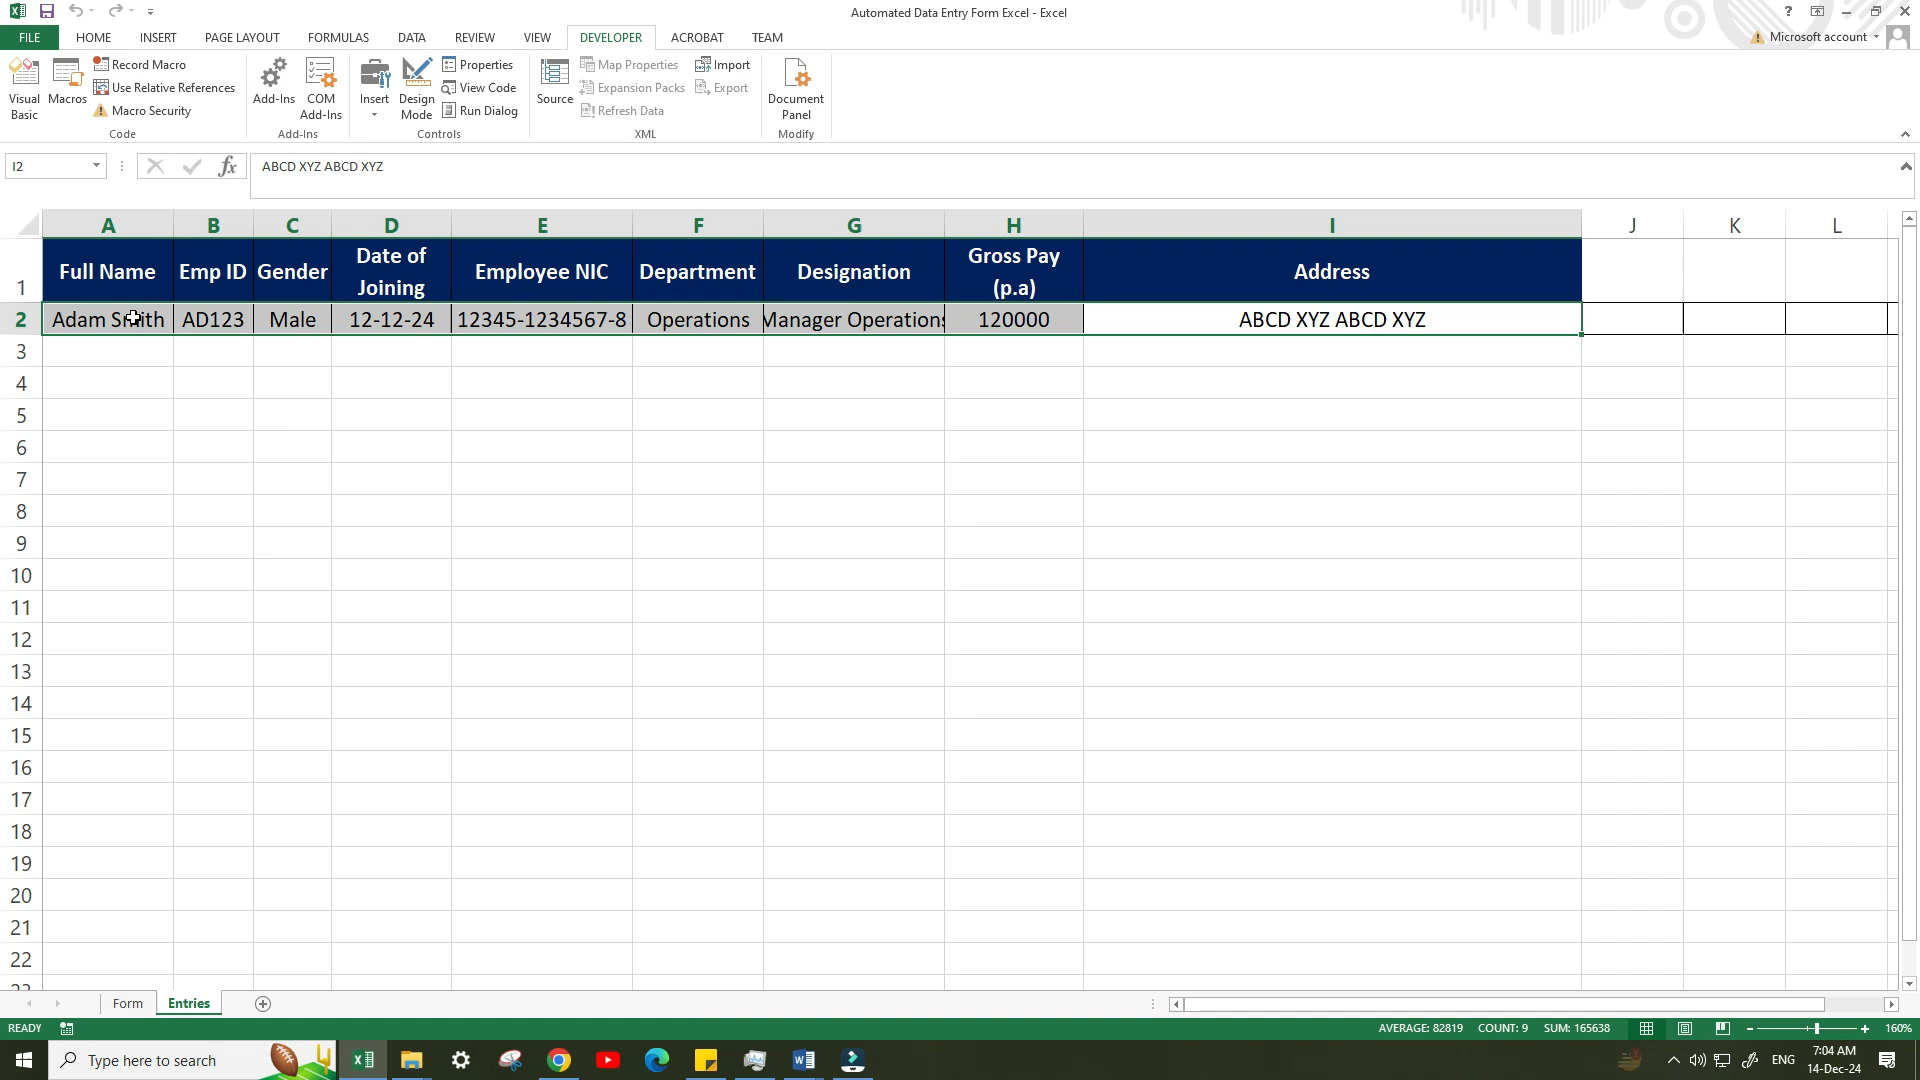 Automated Data Entry Form Excel - Excel
?
FILE HOME INSERT PAGE LAYOUT FORMULAS DATA REVIEW VIEW DEVELOPER ACROBAT TEAM Microsoft account
Visual Basic
Macros
Record Macro
Use Relative References
Macro Security
Code
Add-Ins
COM Add-Ins
Add-Ins
Insert
Design Mode
Properties
View Code
Run Dialog
Controls
Source
Map Properties
Expansion Packs
Refresh Data
Import
Export
XML
Document Panel
Modify
I2 fx ABCD XYZ ABCD XYZ
A B C D E F G H I J K L
1 Full Name Emp ID Gender Date of Joining Employee NIC Department Designation Gross Pay (p.a) Address
2 Adam Smith AD123 Male 12-12-24 12345-1234567-8 Operations Manager Operations 120000 ABCD XYZ ABCD XYZ
3
4
5
6
7
8
9
10
11
12
13
14
15
16
17
18
19
20
21
22
23
Form Entries
READY AVERAGE: 82819 COUNT: 9 SUM: 165638 160%
Type here to search
ENG
7:04 AM
14-Dec-24